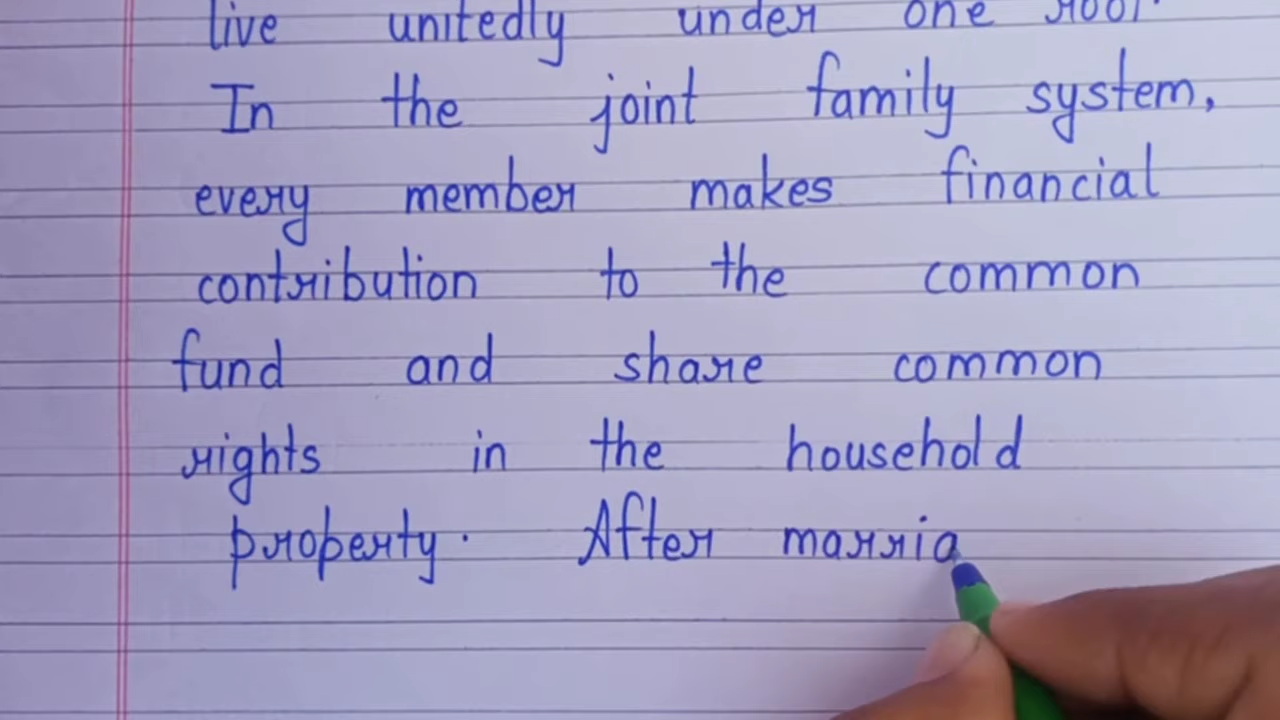 live unitedly under one roof.
In the joint family system,
every member makes financial
contribution to the common
fund and share common
rights in the household
property. After marria